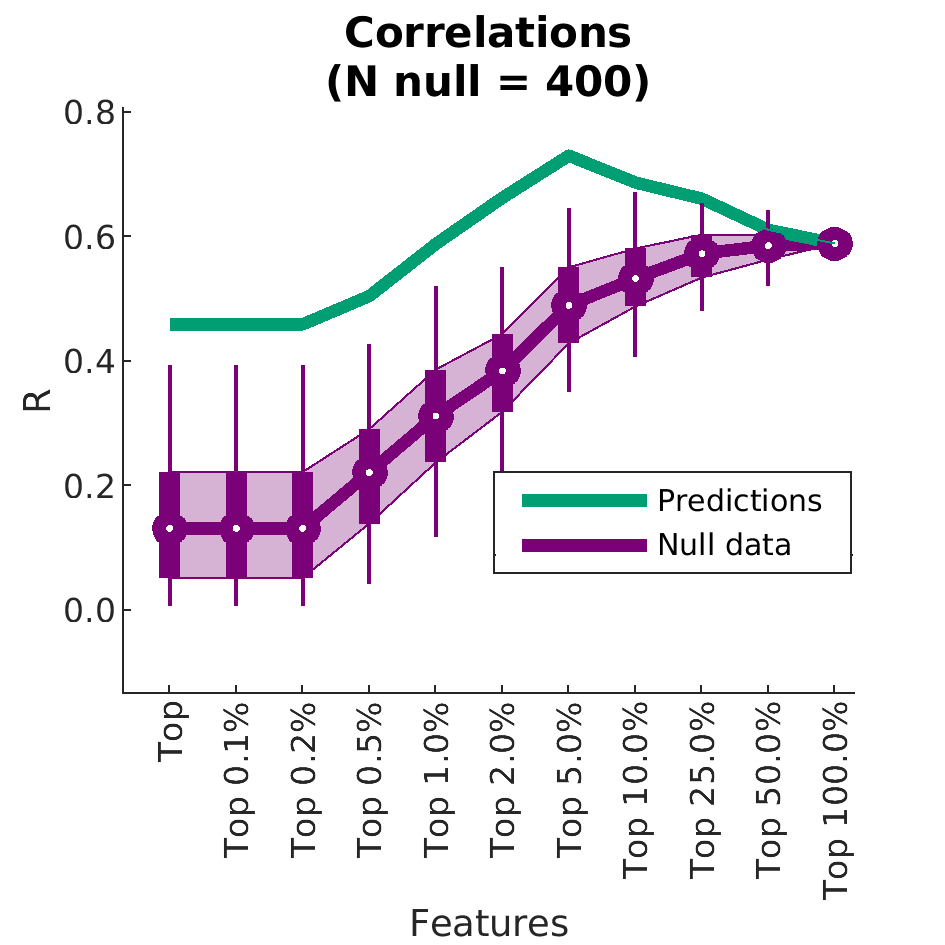 Correlations
(N null = 400)
0.8
0.6
0.4
0.2
0.0
R
Predictions
Null data
Top
Top 0.1%
Top 0.2%
Top 0.5%
Top 1.0%
Top 2.0%
Top 5.0%
Top 10.0%
Top 25.0%
Top 50.0%
Top 100.0%
Features